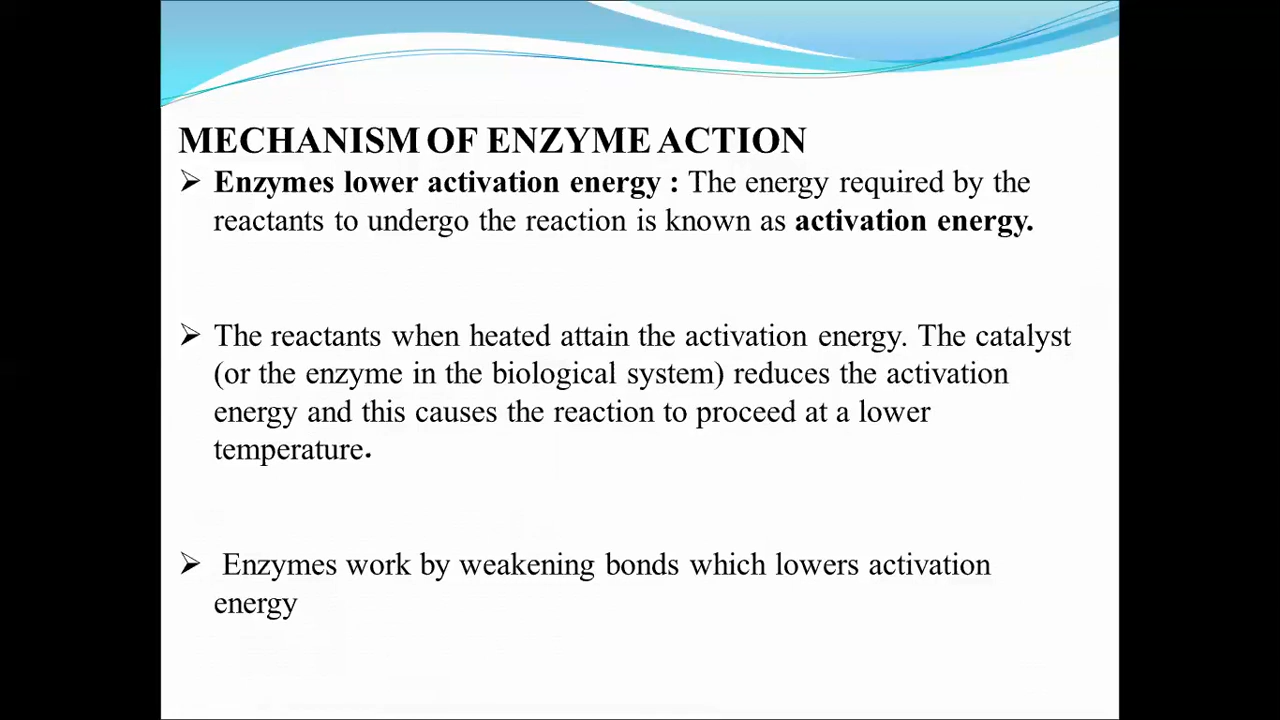 MECHANISM OF ENZYME ACTION
➢ Enzymes lower activation energy : The energy required by the
reactants to undergo the reaction is known as activation energy.
➢ The reactants when heated attain the activation energy. The catalyst
(or the enzyme in the biological system) reduces the activation
energy and this causes the reaction to proceed at a lower
temperature.
➢ Enzymes work by weakening bonds which lowers activation
energy